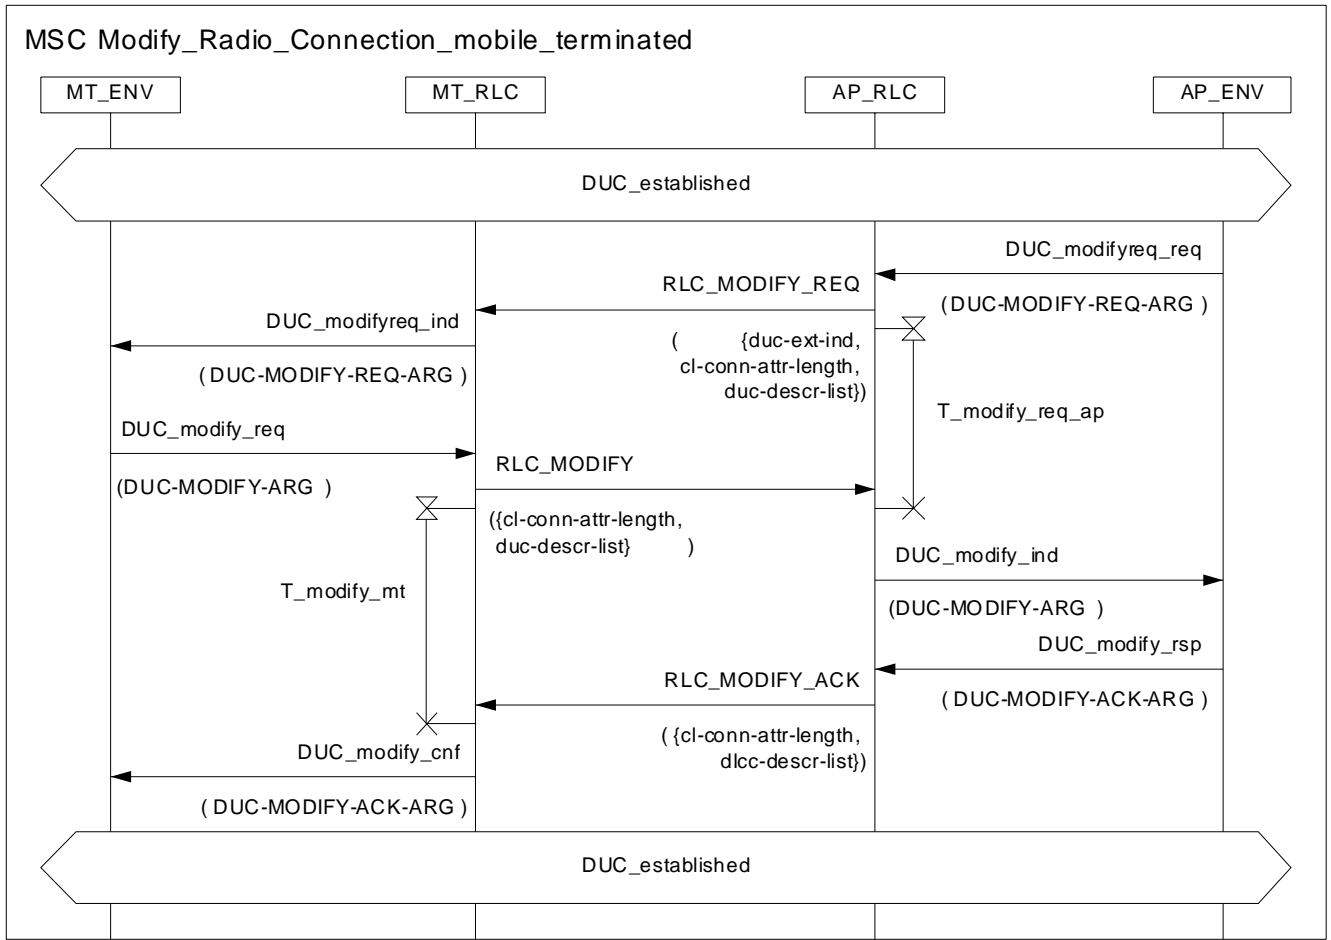 MSC Modify_Radio_Connection_mobile_terminated
MT_ENV
MT_RLC
AP_RLC
AP_ENV
DUC_established
DUC_modifyreq_req
(DUC-MODIFY-REQ-ARG )
RLC_MODIFY_REQ
( {duc-ext-ind,
cl-conn-attr-length,
duc-descr-list})
DUC_modifyreq_ind
( DUC-MODIFY-REQ-ARG )
T_modify_req_ap
DUC_modify_req
(DUC-MODIFY-ARG )
RLC_MODIFY
({cl-conn-attr-length,
duc-descr-list} )
T_modify_mt
DUC_modify_ind
(DUC-MODIFY-ARG )
DUC_modify_rsp
( DUC-MODIFY-ACK-ARG )
RLC_MODIFY_ACK
( {cl-conn-attr-length,
dlcc-descr-list})
DUC_modify_cnf
( DUC-MODIFY-ACK-ARG )
DUC_established